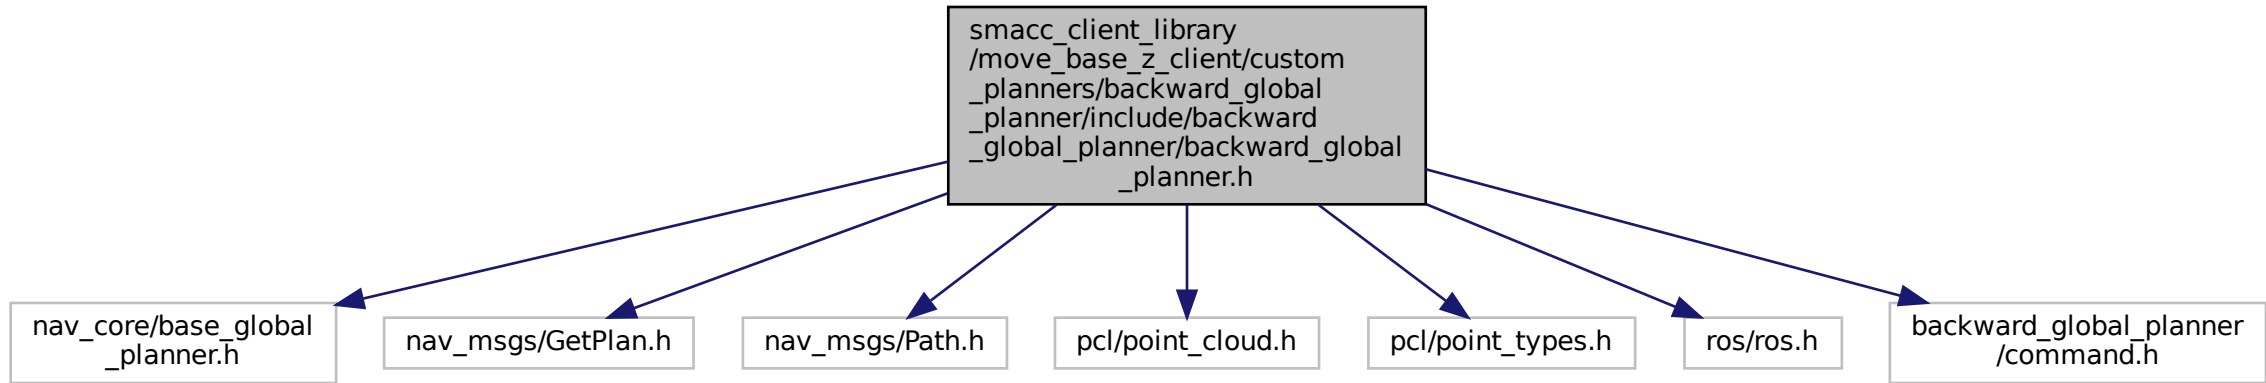 smacc_client_library
/move_base_z_client/custom
_planners/backward_global
_planner/include/backward
_global_planner/backward_global
_planner.h
nav_core/base_global
_planner.h
nav_msgs/GetPlan.h
nav_msgs/Path.h
pcl/point_cloud.h
pcl/point_types.h
ros/ros.h
backward_global_planner
/command.h